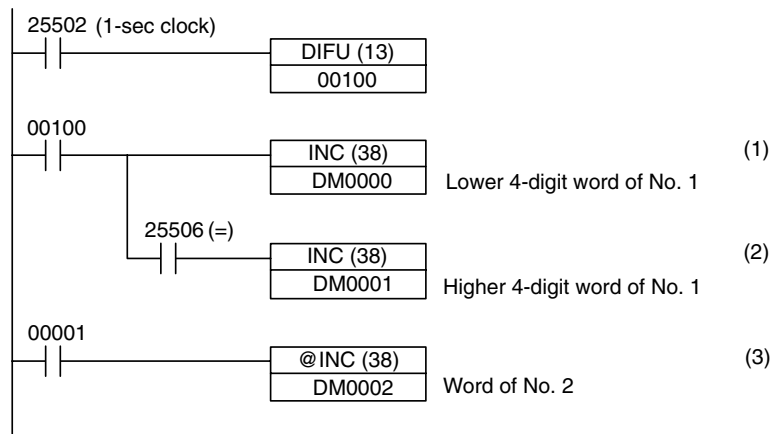 25502 (1-sec clock)
DIFU (13)
00100
00100
INC (38)
(1)
DM0000
Lower 4-digit word of No. 1
25506 (=)
INC (38)
(2)
DM0001
Higher 4-digit word of No. 1
00001
@INC (38)
(3)
DM0002
Word of No. 2